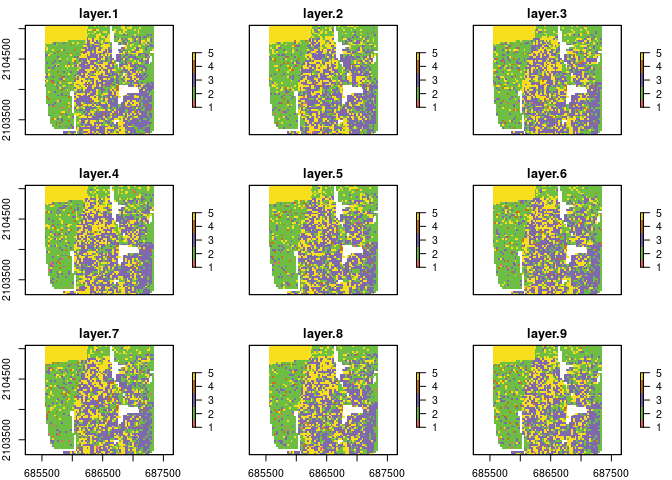 layer.1 layer.2 layer.3
2104500 5 5 5
4 4 4
3 3 3
2 2 2
2103500 1 1 1
layer.4 layer.5 layer.6
2104500 5 5 5
4 4 4
3 3 3
2 2 2
2103500 1 1 1
layer.7 layer.8 layer.9
2104500 5 5 5
4 4 4
3 3 3
2 2 2
2103500 1 1 1
685500 686500 687500 685500 686500 687500 685500 686500 687500